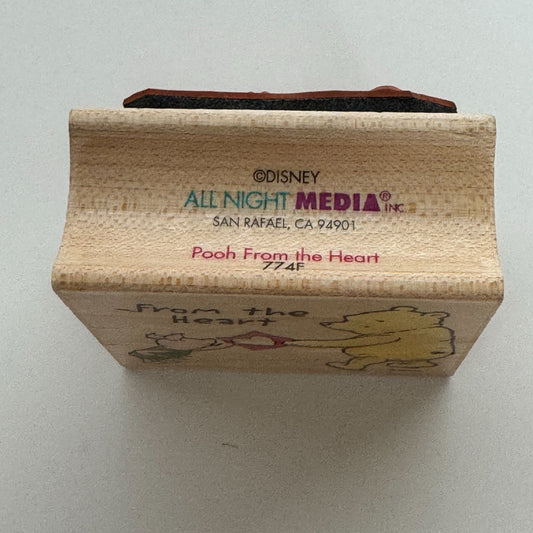 ©DISNEY
ALL NIGHT MEDIA® INC.
SAN RAFAEL, CA 94901
Pooh From the Heart
774F
From the
Heart